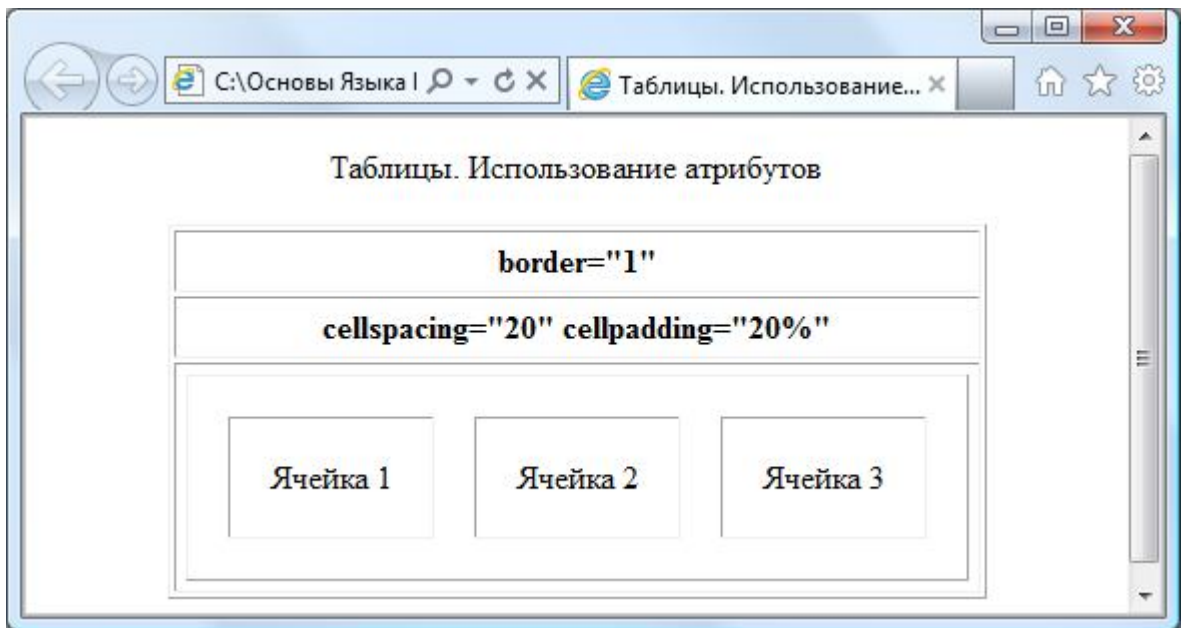 C:\Основы Языка
Таблицы. Использование...
Таблицы. Использование атрибутов
border="1"
cellspacing="20" cellpadding="20%"
Ячейка 1 Ячейка 2 Ячейка 3